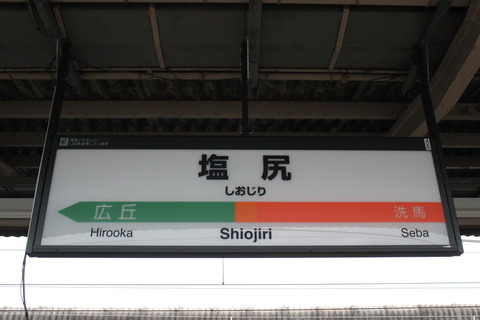 塩尻
しおじり
広丘
洗馬
Hirooka
Shiojiri
Seba